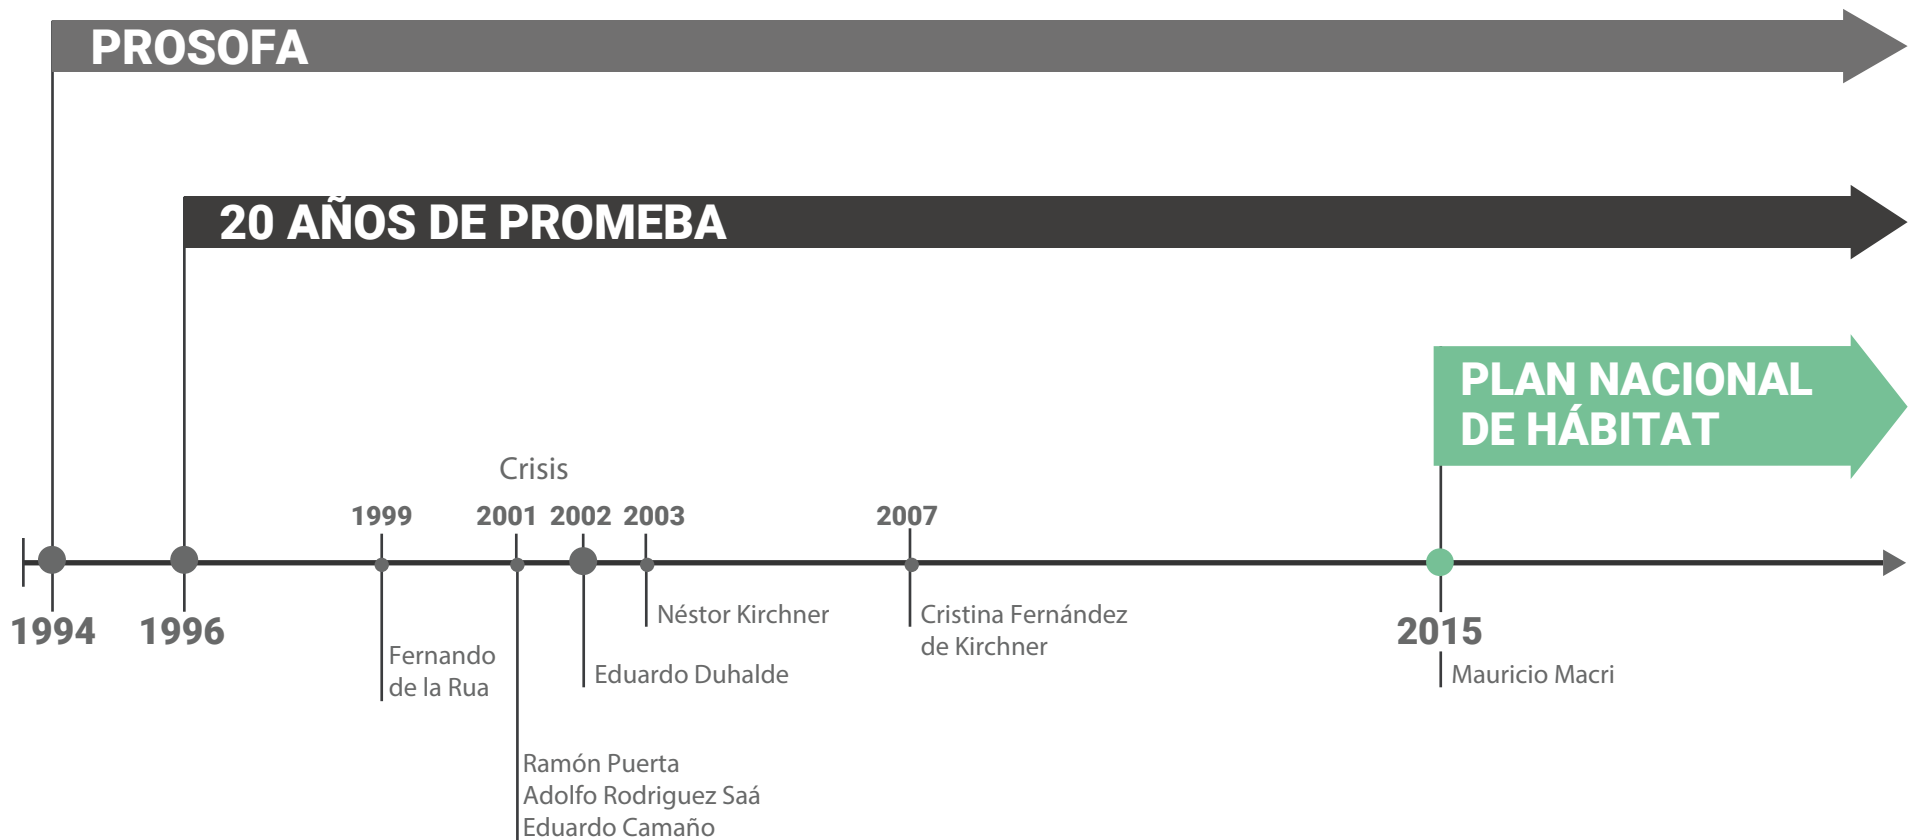 PROSOFA
20 AÑOS DE PROMEBA
PLAN NACIONAL
DE HÁBITAT
Crisis
1999
2001
2002
2003
2007
1994
1996
2015
Fernando
de la Rua
Ramón Puerta
Adolfo Rodriguez Saá
Eduardo Camaño
Eduardo Duhalde
Néstor Kirchner
Cristina Fernández
de Kirchner
Mauricio Macri